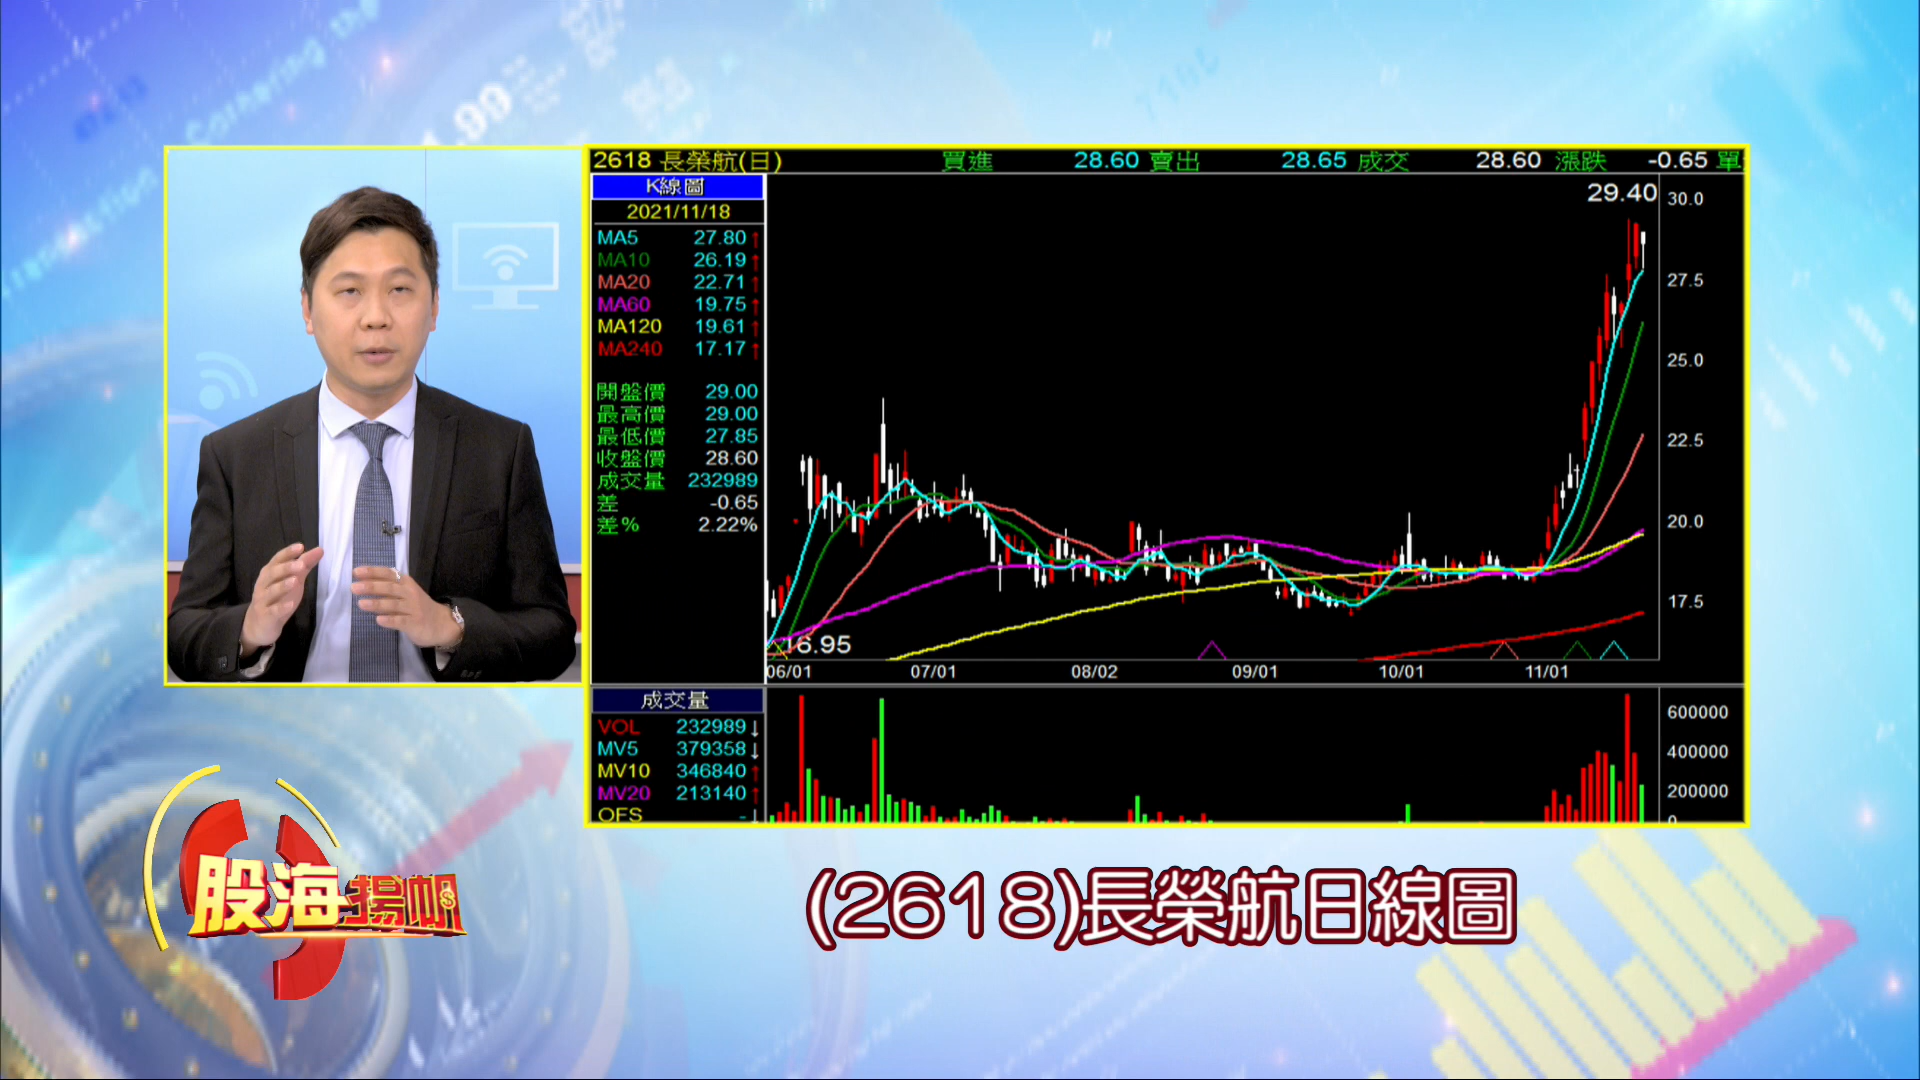 2618 長榮航(日) 買進 28.60 賣出 28.65 成交 28.60 漲跌 -0.65 單
K線圖
2021/11/18
MA5 27.80↑
MA10 26.19↑
MA20 22.71↑
MA60 19.75↑
MA120 19.61↑
MA240 17.17↑
開盤價 29.00
最高價 29.00
最低價 27.85
收盤價 28.60
成交量 232989
差 -0.65
差% 2.22%
29.40
30.0
27.5
25.0
22.5
20.0
17.5
16.95
06/01 07/01 08/02 09/01 10/01 11/01
成交量
VOL 232989↓
MV5 379358↓
MV10 346840↑
MV20 213140↑
OFS -↓
600000
400000
200000
0
股海揚帆
(2618)長榮航日線圖